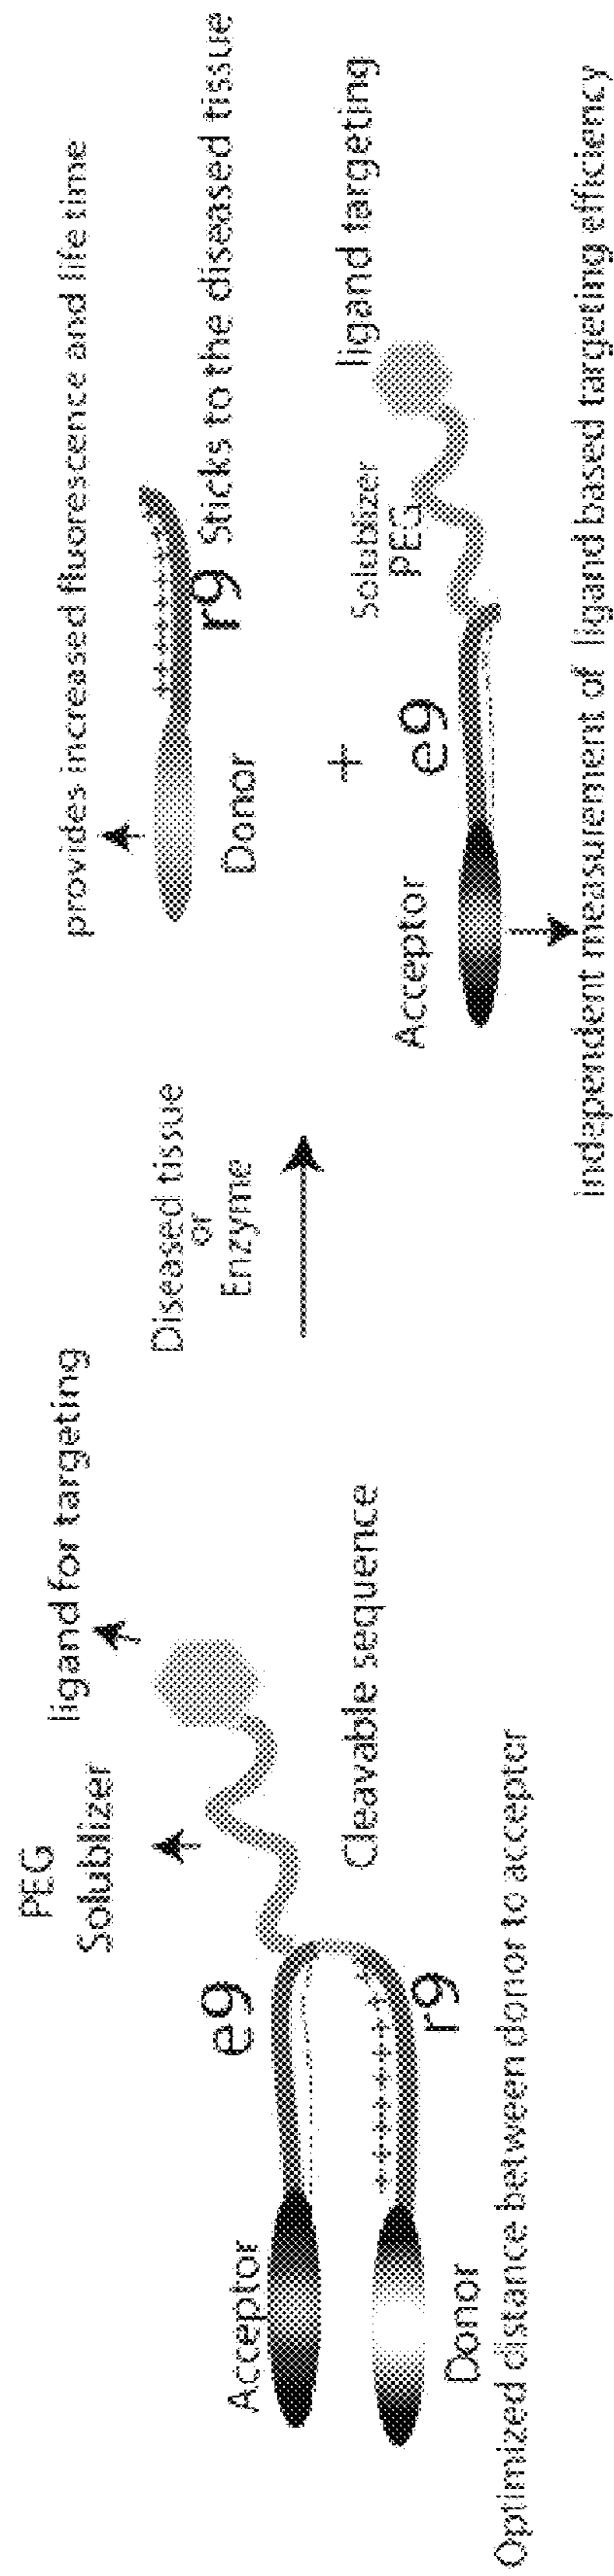 PEG
Solublizer
ligand for targeting
e9
Acceptor
Cleavable sequence
r9
Donor
Optimized distance between donor to acceptor
Diseased tissue
or
Enzyme
provides increased fluorescence and life time
r9 Sticks to the diseased tissue
Donor
+
ligand targeting
Solublizer
PEG
e9
Acceptor
Independent measurement of ligand based targeting efficiency